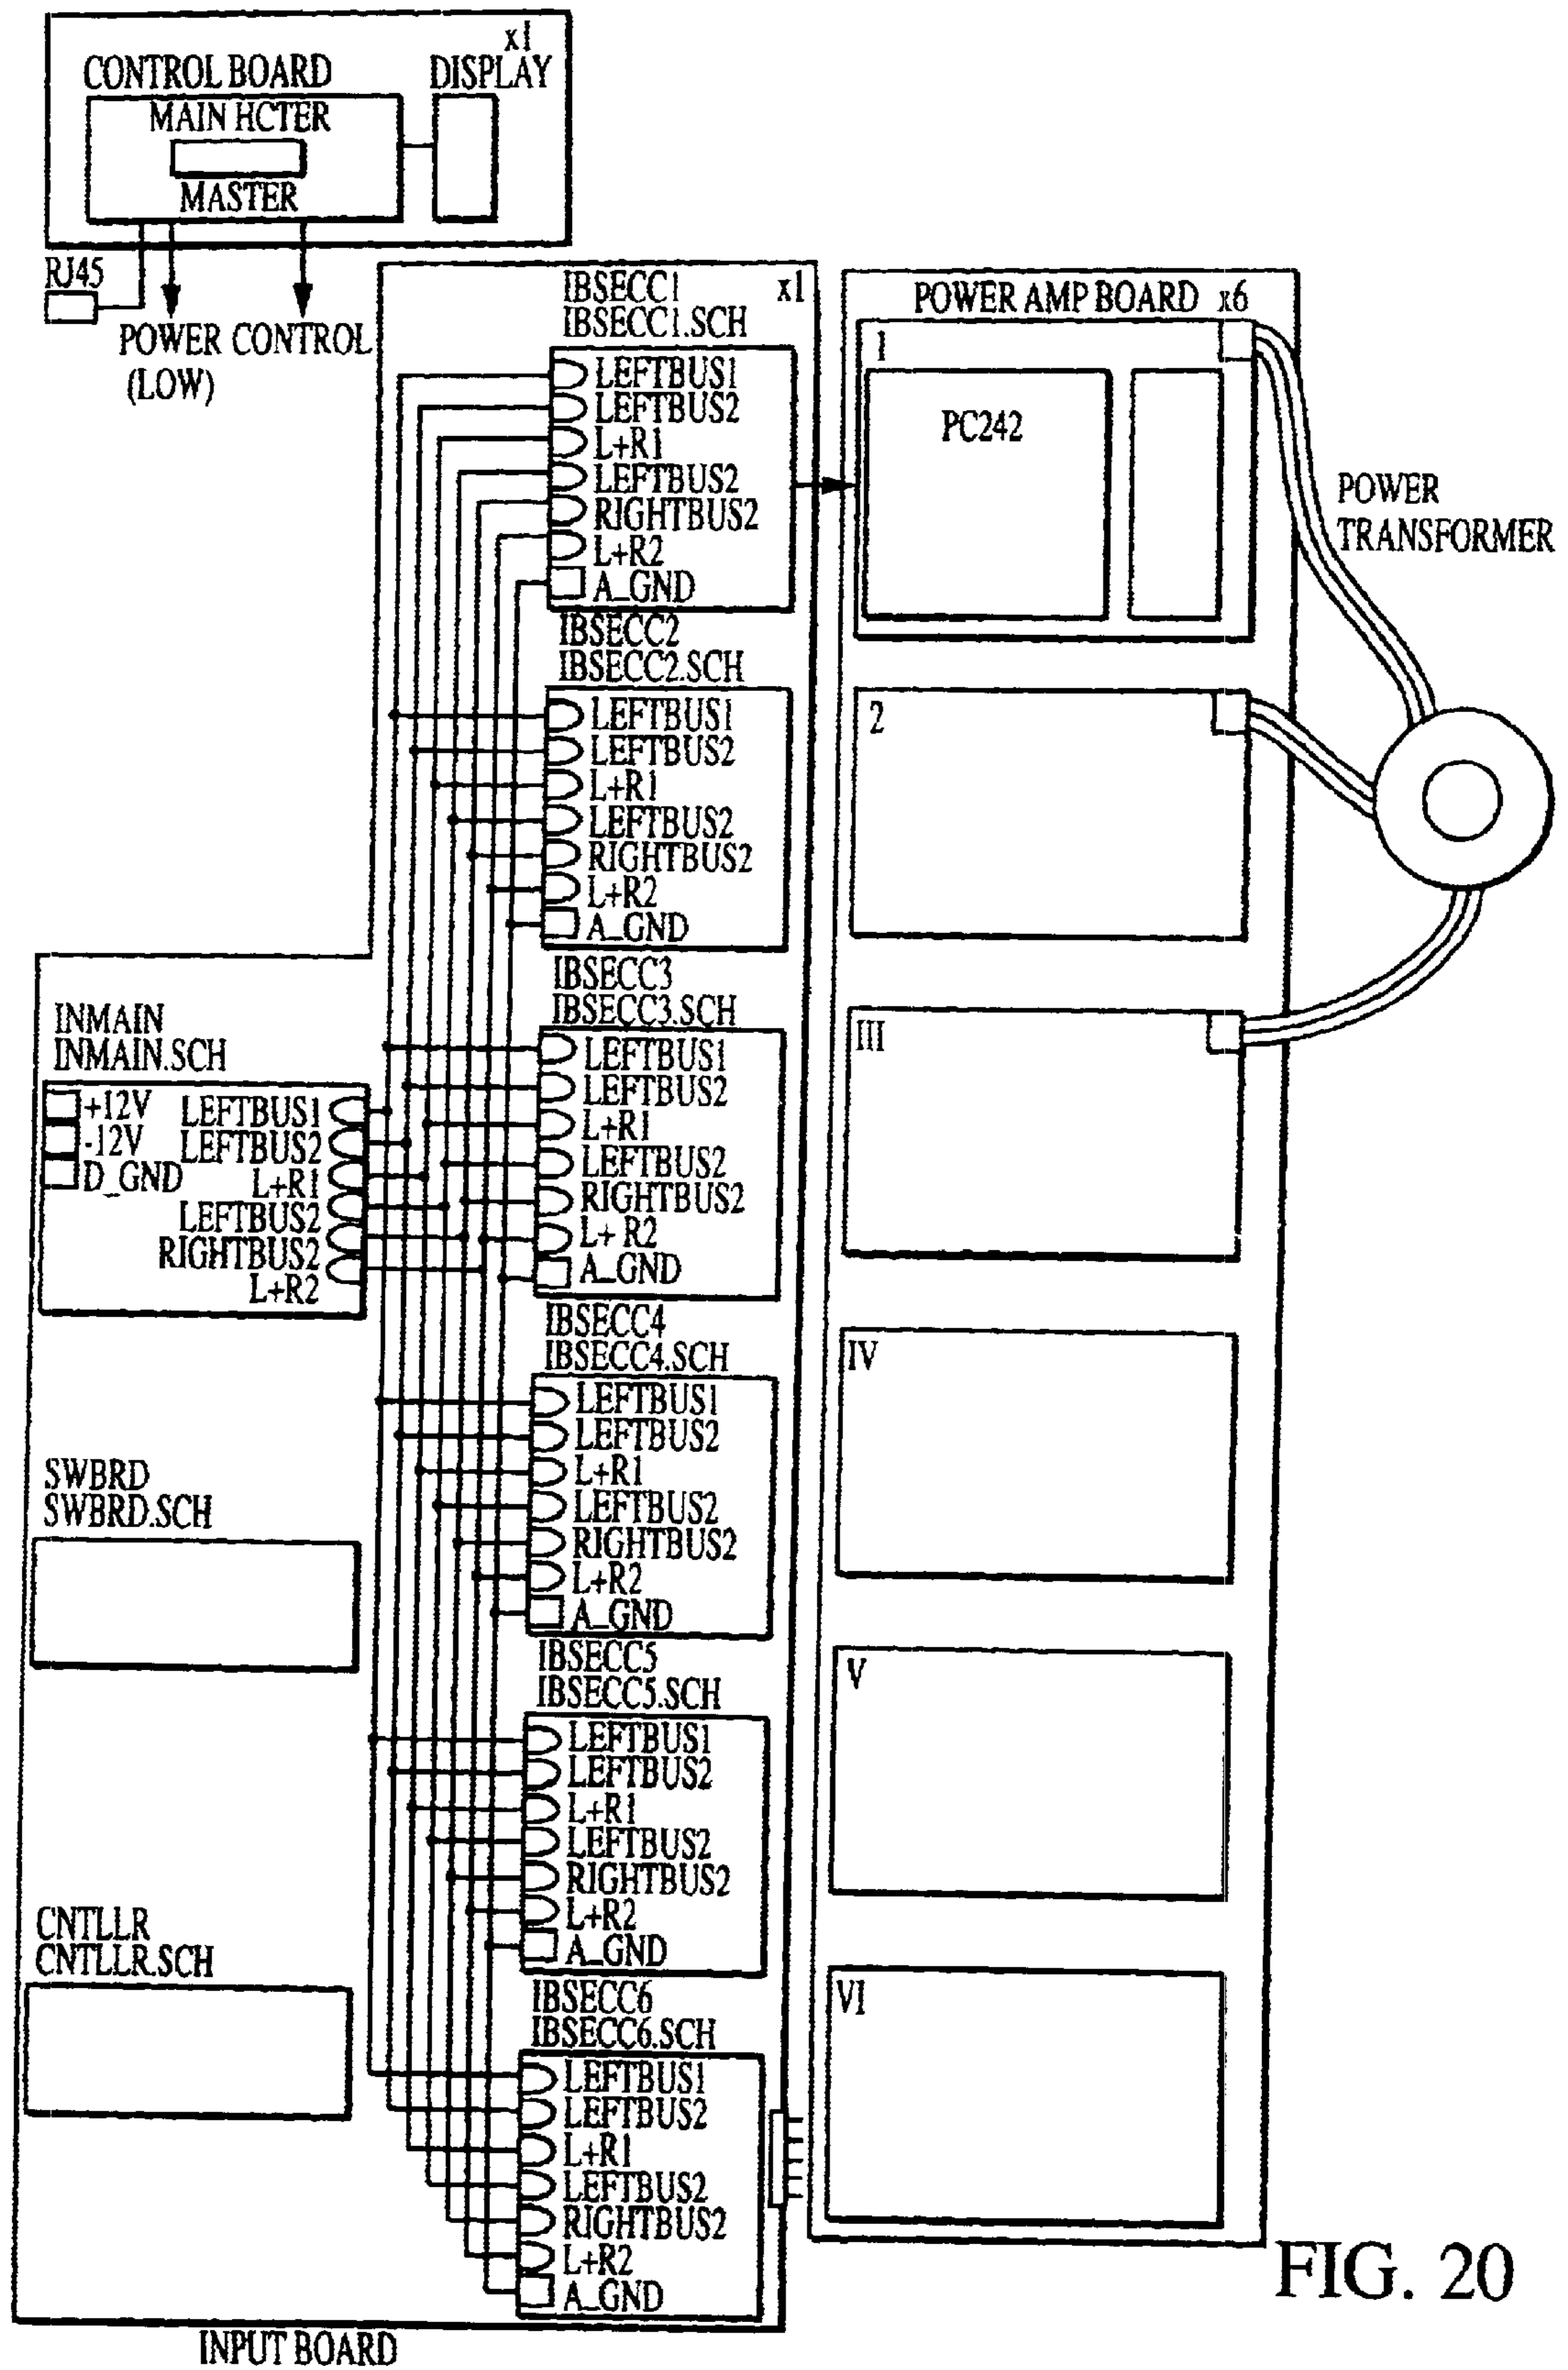 x1
CONTROL BOARD
DISPLAY
MAIN HCTER
MASTER
RJ45
POWER CONTROL
(LOW)
IBSECC1
x1
IBSECC1.SCH
LEFTBUS1
LEFTBUS2
L+R1
LEFTBUS2
RIGHTBUS2
L+R2
A_GND
IBSECC2
IBSECC2.SCH
LEFTBUS1
LEFTBUS2
L+R1
LEFTBUS2
RIGHTBUS2
L+R2
A_GND
IBSECC3
IBSECC3.SCH
LEFTBUS1
LEFTBUS2
L+R1
LEFTBUS2
RIGHTBUS2
L+ R2
A_GND
IBSECC4
IBSECC4.SCH
LEFTBUS1
LEFTBUS2
L+R1
LEFTBUS2
RIGHTBUS2
L+R2
A_GND
IBSECC5
IBSECC5.SCH
LEFTBUS1
LEFTBUS2
L+R1
LEFTBUS2
RIGHTBUS2
L+R2
A_GND
IBSECC6
IBSECC6.SCH
LEFTBUS1
LEFTBUS2
L+R1
LEFTBUS2
RIGHTBUS2
L+R2
A_GND
INMAIN
INMAIN.SCH
+12V
-12V
D_GND
LEFTBUS1
LEFTBUS2
L+R1
LEFTBUS2
RIGHTBUS2
L+R2
SWBRD
SWBRD.SCH
CNTLLR
CNTLLR.SCH
INPUT BOARD
POWER AMP BOARD x6
1
PC242
2
III
IV
V
VI
POWER
TRANSFORMER
FIG. 20